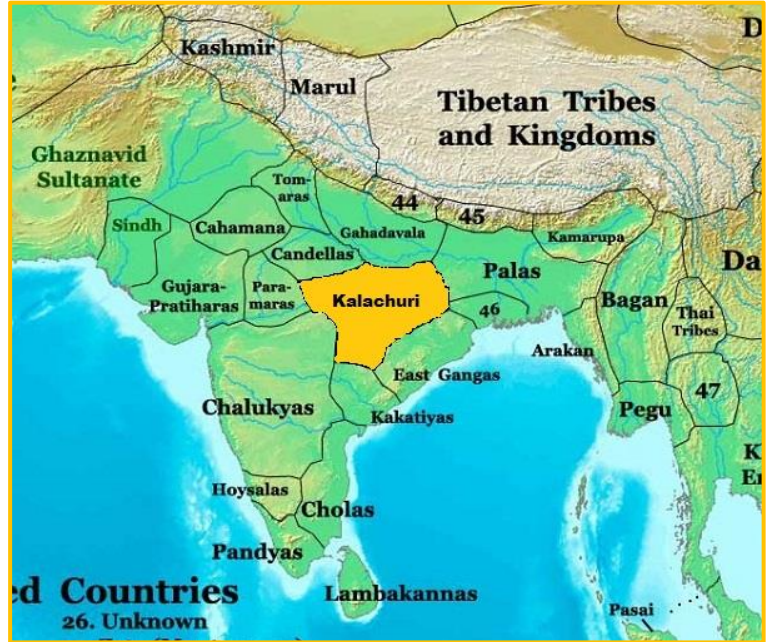 D
Kashmir
Marul
Tibetan Tribes
and Kingdoms
Ghaznavid
Sultanate
Tom-
aras
44
45
Sindh
Cahamana
Gahadavala
Kamarupa
Candellas
Da
Palas
Gujara-
Pratiharas
Para-
maras
Kalachuri
46
Bagan
Thai
Tribes
Arakan
East Gangas
47
Chalukyas
Kakatiyas
Pegu
K
E
Hoysalas
Cholas
Pandyas
ed Countries
Lambakannas
26. Unknown
Pasai